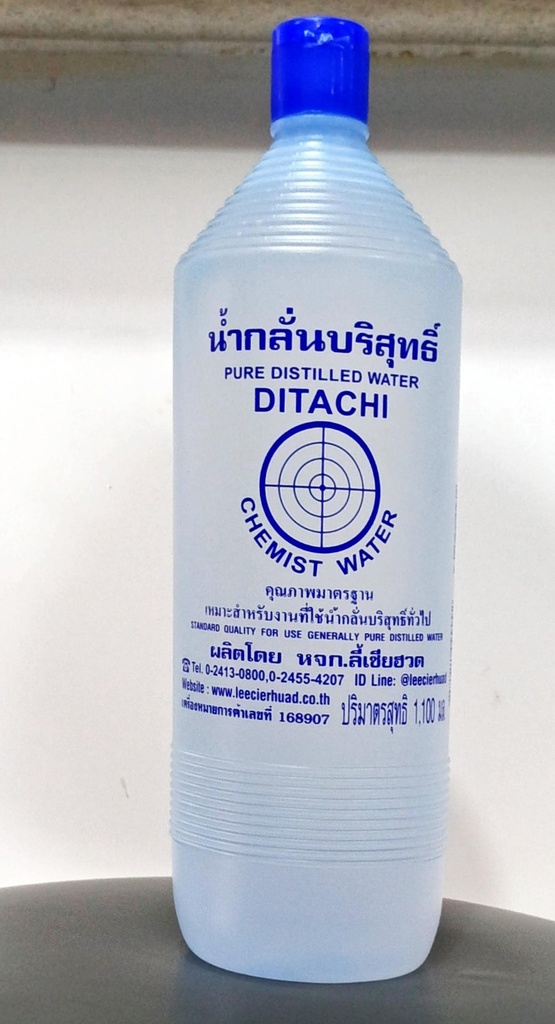 น้ำกลั่นบริสุทธิ์
PURE DISTILLED WATER
DITACHI
CHEMIST WATER
คุณภาพมาตรฐาน
เหมาะสำหรับงานที่ใช้น้ำกลั่นบริสุทธิ์ทั่วไป
STANDARD QUALITY FOR USE GENERALLY PURE DISTILLED WATER
ผลิตโดย หจก.ลี้เซียฮวด
☎ Tel. 0-2413-0800,0-2455-4207 ID Line: @leecierhuad
Website : www.leecierhuad.co.th
เครื่องหมายการค้าเลขที่ 168907 ปริมาตรสุทธิ 1,100 มล.